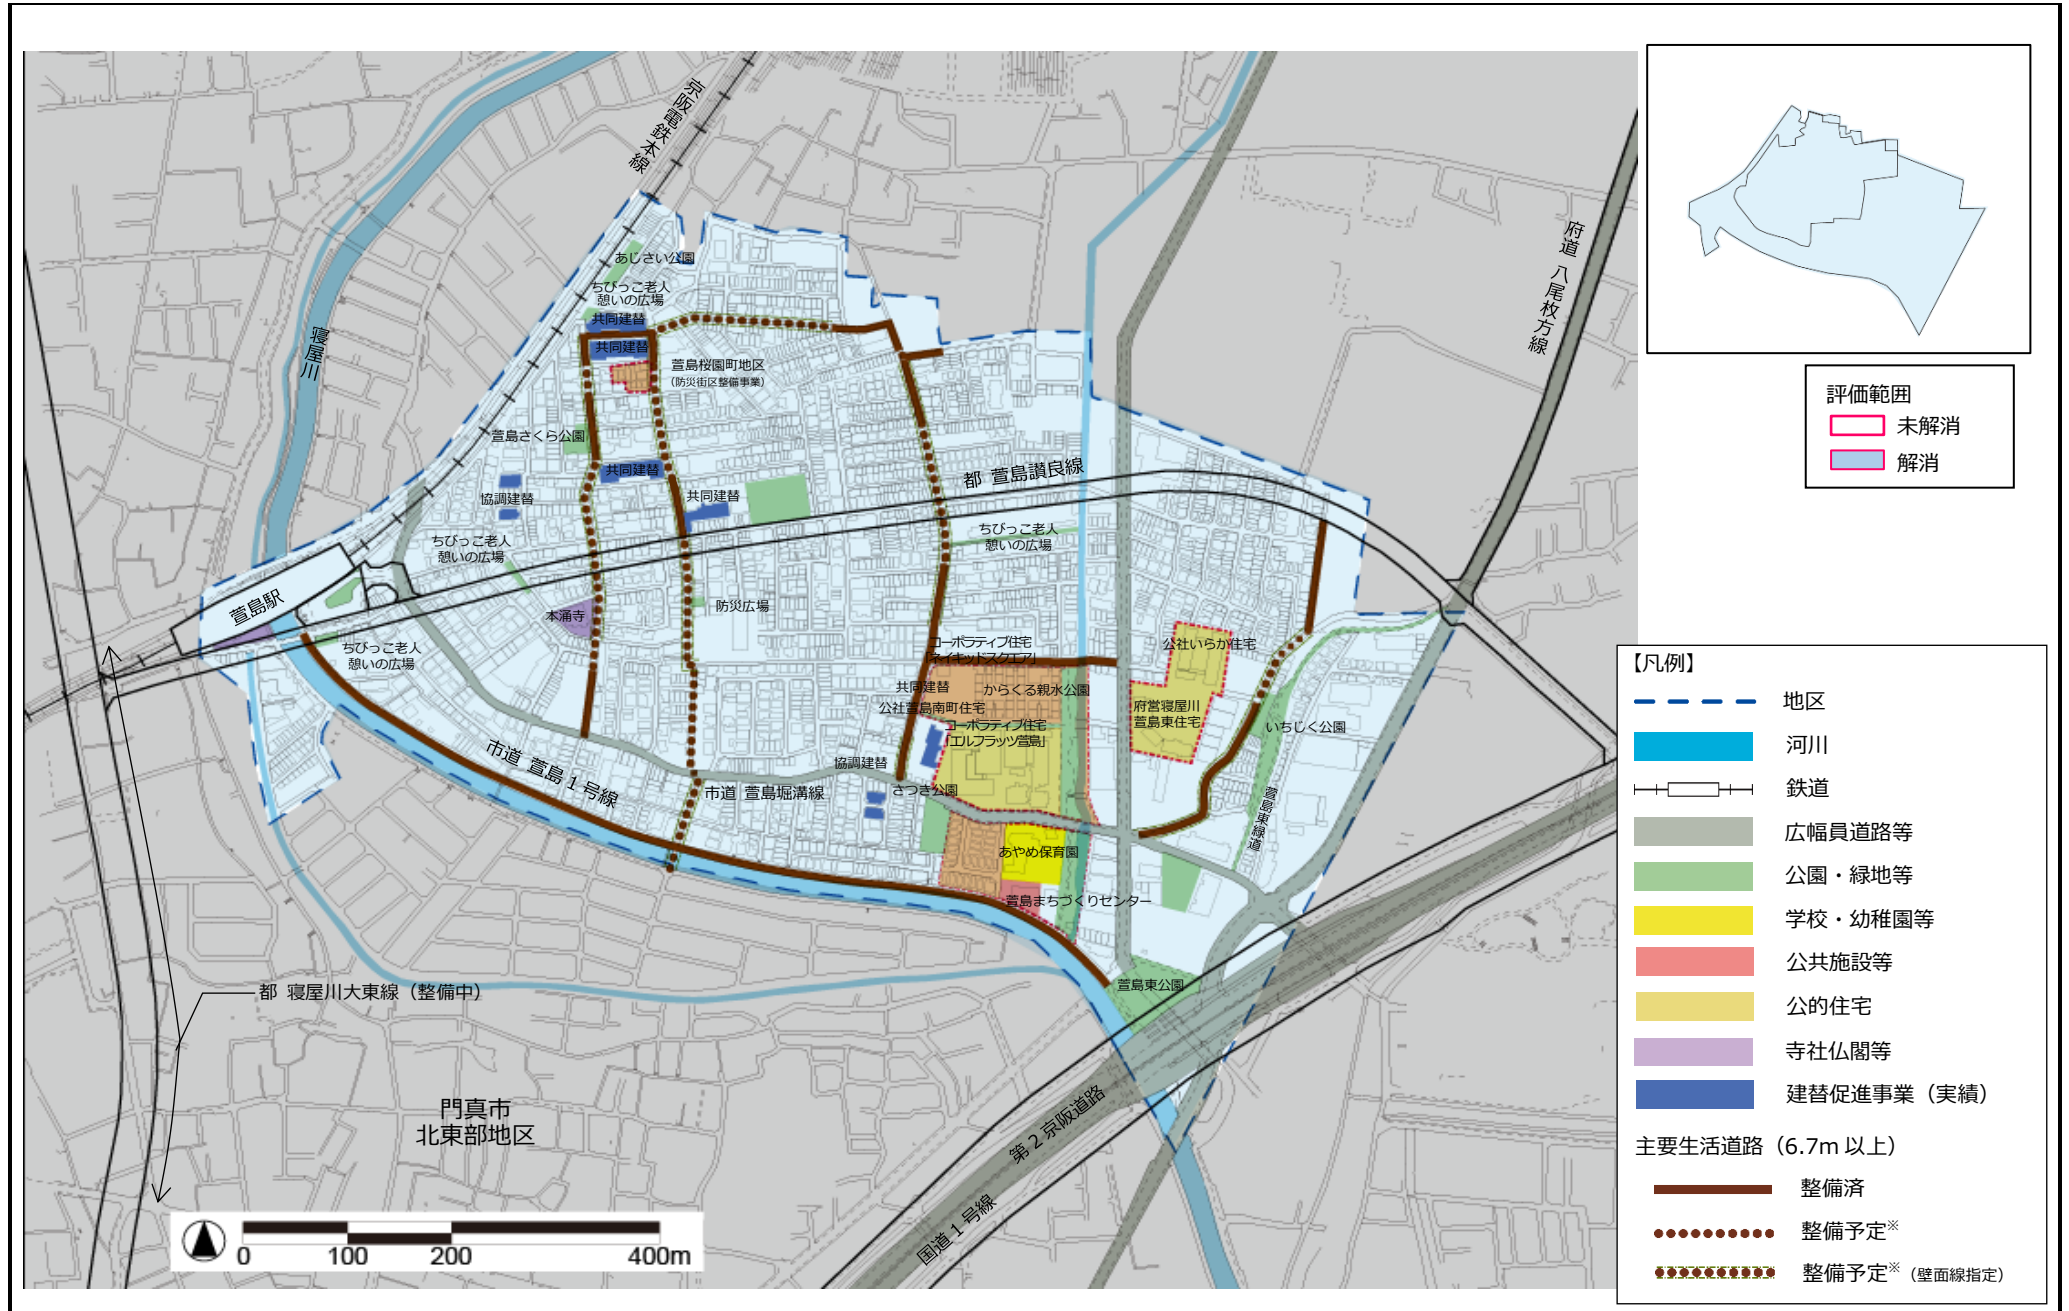 京阪電鉄本線
寝屋川
府道 八尾枚方線
あじさい公園
ちびっこ老人
憩いの広場
共同建替
共同建替
萱島桜園町地区
（防災街区整備事業）
萱島さくら公園
共同建替
協調建替
共同建替
都 萱島讃良線
ちびっこ老人
憩いの広場
ちびっこ老人
憩いの広場
萱島駅
本涌寺
防災広場
ちびっこ老人
憩いの広場
コーポラティブ住宅
「ネイキッドスクエア」
公社いらか住宅
共同建替
からくる親水公園
公社萱島南町住宅
コーポラティブ住宅
「エルフラッツ萱島」
府営寝屋川
萱島東住宅
いちじく公園
市道 萱島1号線
協調建替
さつき公園
市道 萱島堀溝線
萱島東緑道
あやめ保育園
萱島まちづくりセンター
萱島東公園
都 寝屋川大東線（整備中）
門真市
北東部地区
第2京阪道路
国道1号線
0 100 200 400m
評価範囲
未解消
解消
【凡例】
地区
河川
鉄道
広幅員道路等
公園・緑地等
学校・幼稚園等
公共施設等
公的住宅
寺社仏閣等
建替促進事業（実績）
主要生活道路（6.7m 以上）
整備済
整備予定※
整備予定※（壁面線指定）